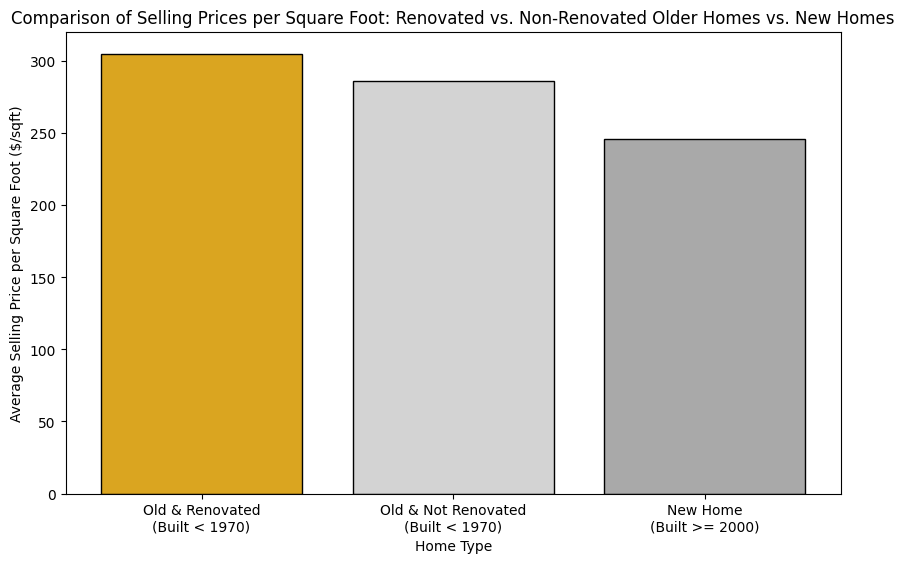 Comparison of Selling Prices per Square Foot: Renovated vs. Non-Renovated Older Homes vs. New Homes
Average Selling Price per Square Foot ($/sqft)
300
250
200
150
100
50
0
Old & Renovated
(Built < 1970)
Old & Not Renovated
(Built < 1970)
New Home
(Built >= 2000)
Home Type